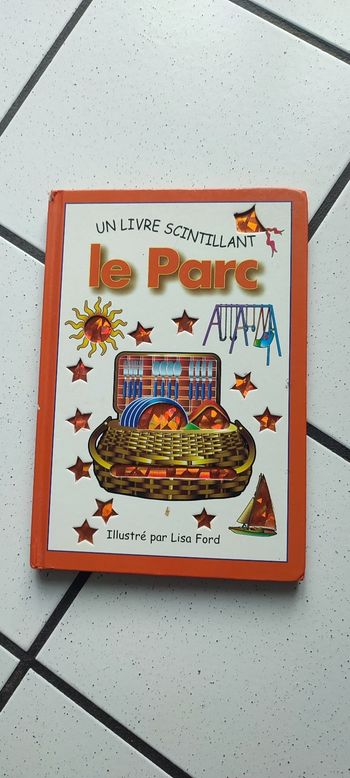 UN LIVRE SCINTILLANT
le Parc
Illustré par Lisa Ford